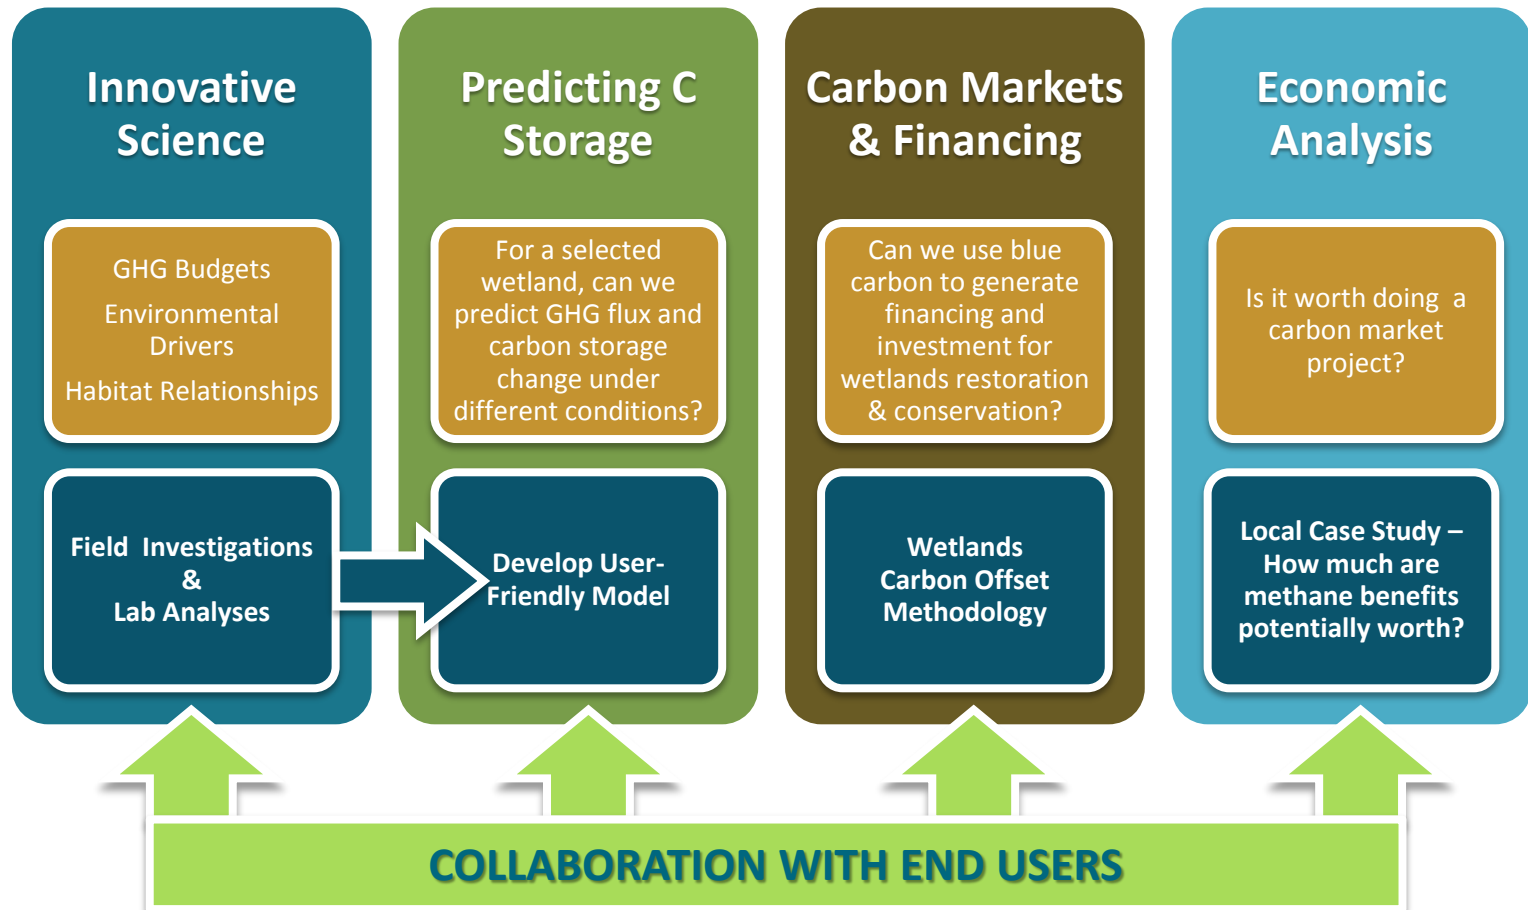 Innovative
Science
GHG Budgets
Environmental
Drivers
Habitat Relationships
Field Investigations
&
Lab Analyses
Predicting C
Storage
For a selected
wetland, can we
predict GHG flux and
carbon storage
change under
different conditions?
Develop User-
Friendly Model
Carbon Markets
& Financing
Can we use blue
carbon to generate
financing and
investment for
wetlands restoration
& conservation?
Wetlands
Carbon Offset
Methodology
Economic
Analysis
Is it worth doing a
carbon market
project?
Local Case Study –
How much are
methane benefits
potentially worth?
COLLABORATION WITH END USERS